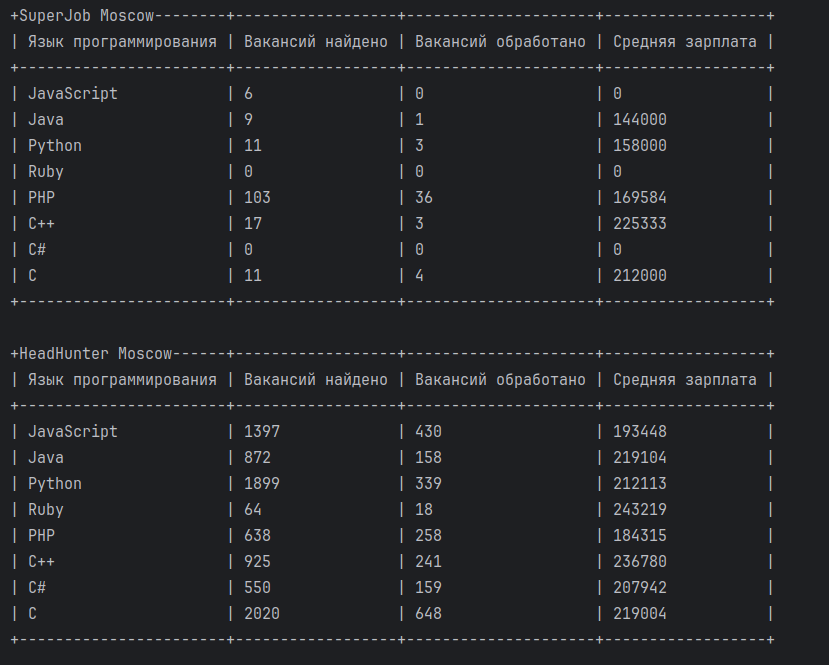 +SuperJob Moscow--------+------------------+---------------------+------------------+
| Язык программирования | Вакансий найдено | Вакансий обработано | Средняя зарплата |
+-----------------------+------------------+---------------------+------------------+
| JavaScript            | 6                | 0                   | 0                |
| Java                  | 9                | 1                   | 144000           |
| Python                | 11               | 3                   | 158000           |
| Ruby                  | 0                | 0                   | 0                |
| PHP                   | 103              | 36                  | 169584           |
| C++                   | 17               | 3                   | 225333           |
| C#                    | 0                | 0                   | 0                |
| C                     | 11               | 4                   | 212000           |
+-----------------------+------------------+---------------------+------------------+
+HeadHunter Moscow------+------------------+---------------------+------------------+
| Язык программирования | Вакансий найдено | Вакансий обработано | Средняя зарплата |
+-----------------------+------------------+---------------------+------------------+
| JavaScript            | 1397             | 430                 | 193448           |
| Java                  | 872              | 158                 | 219104           |
| Python                | 1899             | 339                 | 212113           |
| Ruby                  | 64               | 18                  | 243219           |
| PHP                   | 638              | 258                 | 184315           |
| C++                   | 925              | 241                 | 236780           |
| C#                    | 550              | 159                 | 207942           |
| C                     | 2020             | 648                 | 219004           |
+-----------------------+------------------+---------------------+------------------+